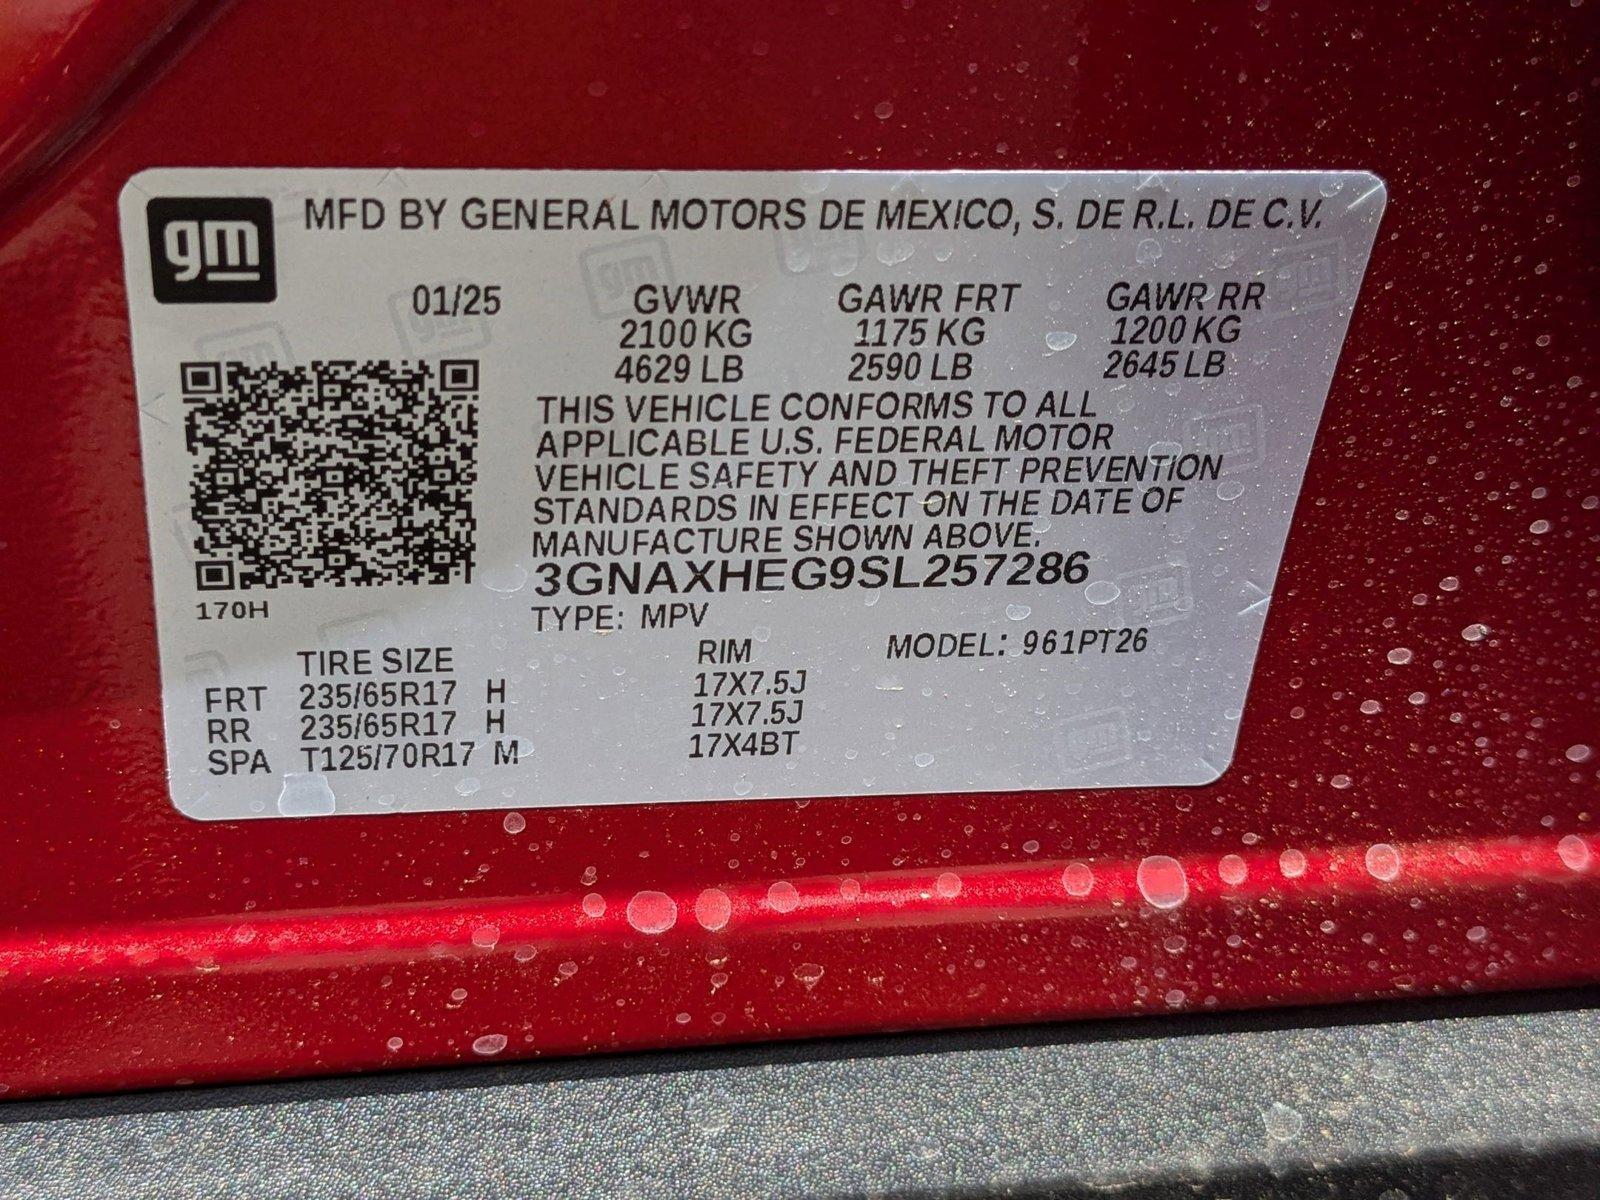 gm
MFD BY GENERAL MOTORS DE MEXICO, S. DE R.L. DE C.V.
01/25 GVWR GAWR FRT GAWR RR
2100 KG 1175 KG 1200 KG
4629 LB 2590 LB 2645 LB
THIS VEHICLE CONFORMS TO ALL
APPLICABLE U.S. FEDERAL MOTOR
VEHICLE SAFETY AND THEFT PREVENTION
STANDARDS IN EFFECT ON THE DATE OF
MANUFACTURE SHOWN ABOVE.
3GNAXHEG9SL257286
170H
TYPE: MPV
MODEL: 961PT26
TIRE SIZE RIM
FRT 235/65R17 H 17X7.5J
RR 235/65R17 H 17X7.5J
SPA T125/70R17 M 17X4BT